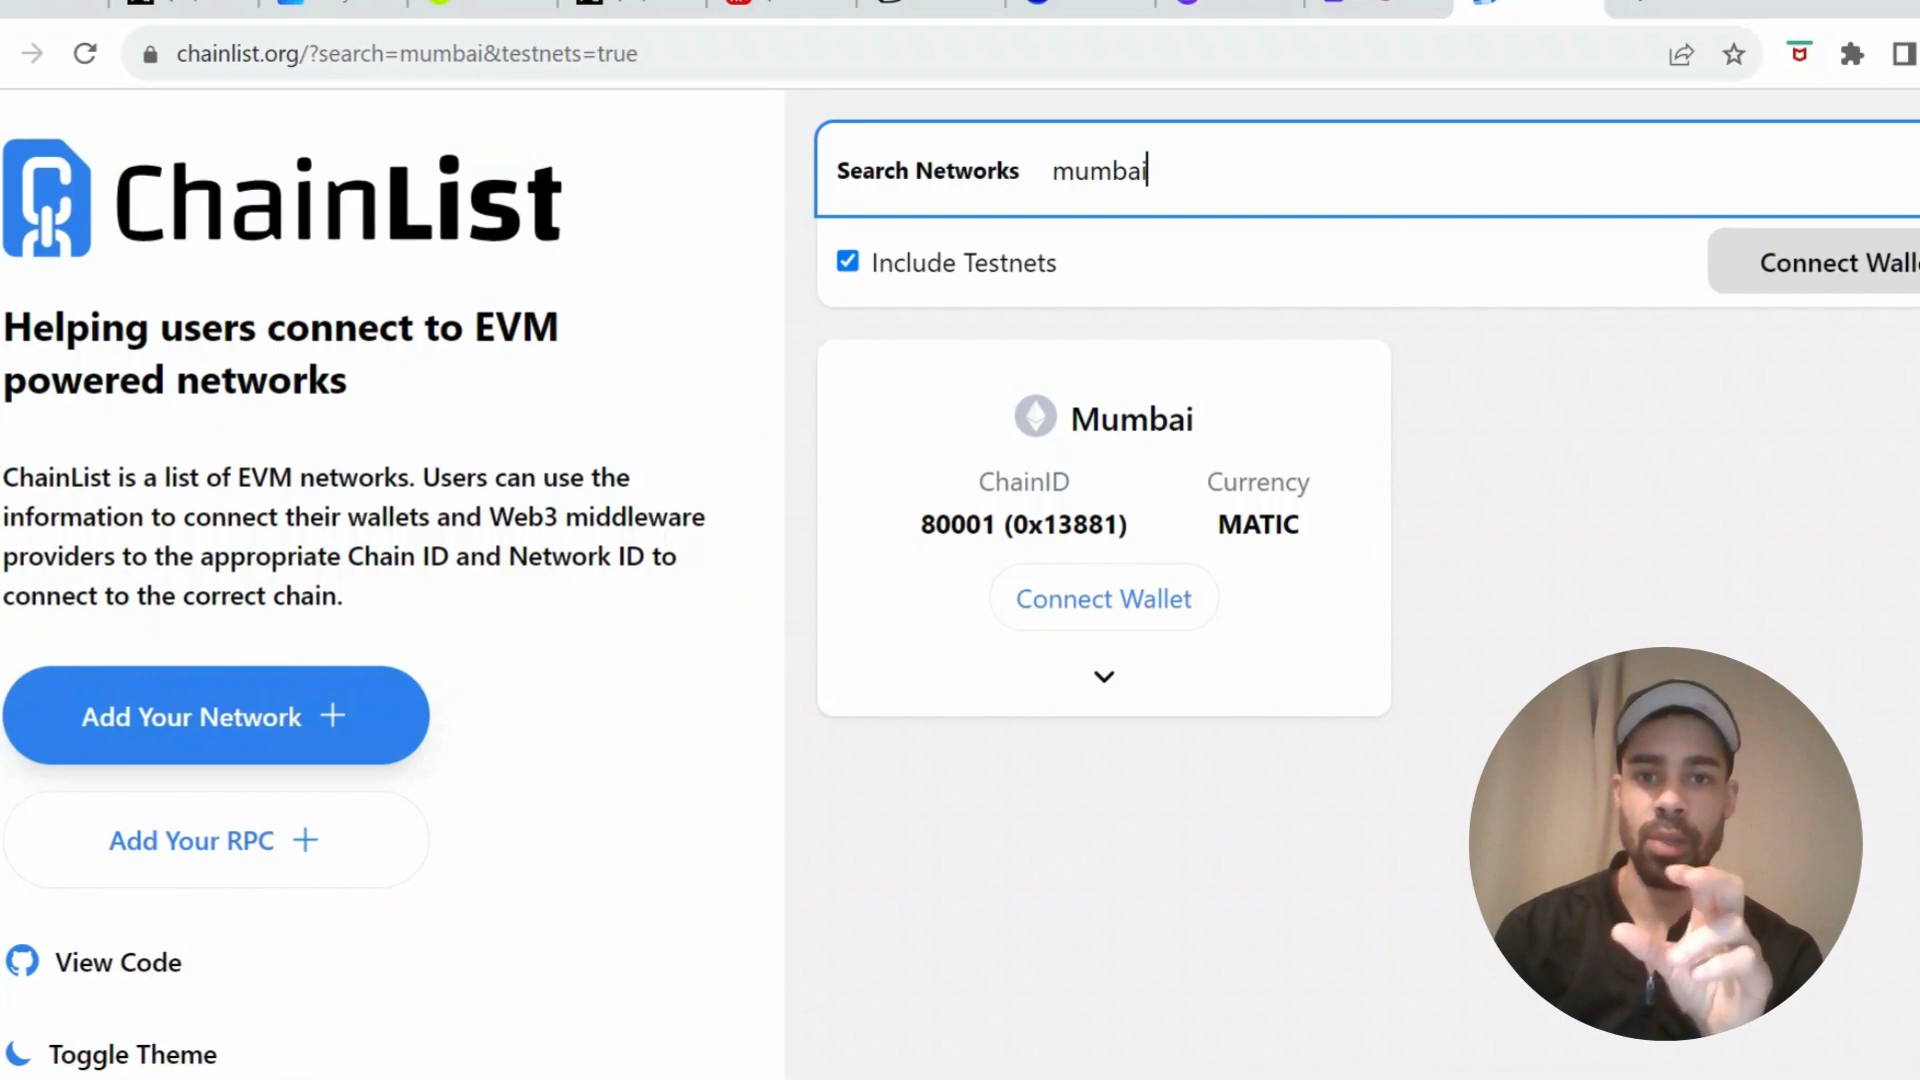 chainlist.org/?search=mumbai&testnets=true
ChainList
Helping users connect to EVM
powered networks
ChainList is a list of EVM networks. Users can use the
information to connect their wallets and Web3 middleware
providers to the appropriate Chain ID and Network ID to
connect to the correct chain.
Add Your Network
Add Your RPC
View Code
Toggle Theme
Search Networks mumbai
Include Testnets
Connect Walle
Mumbai
ChainID Currency
80001 (0x13881) MATIC
Connect Wallet